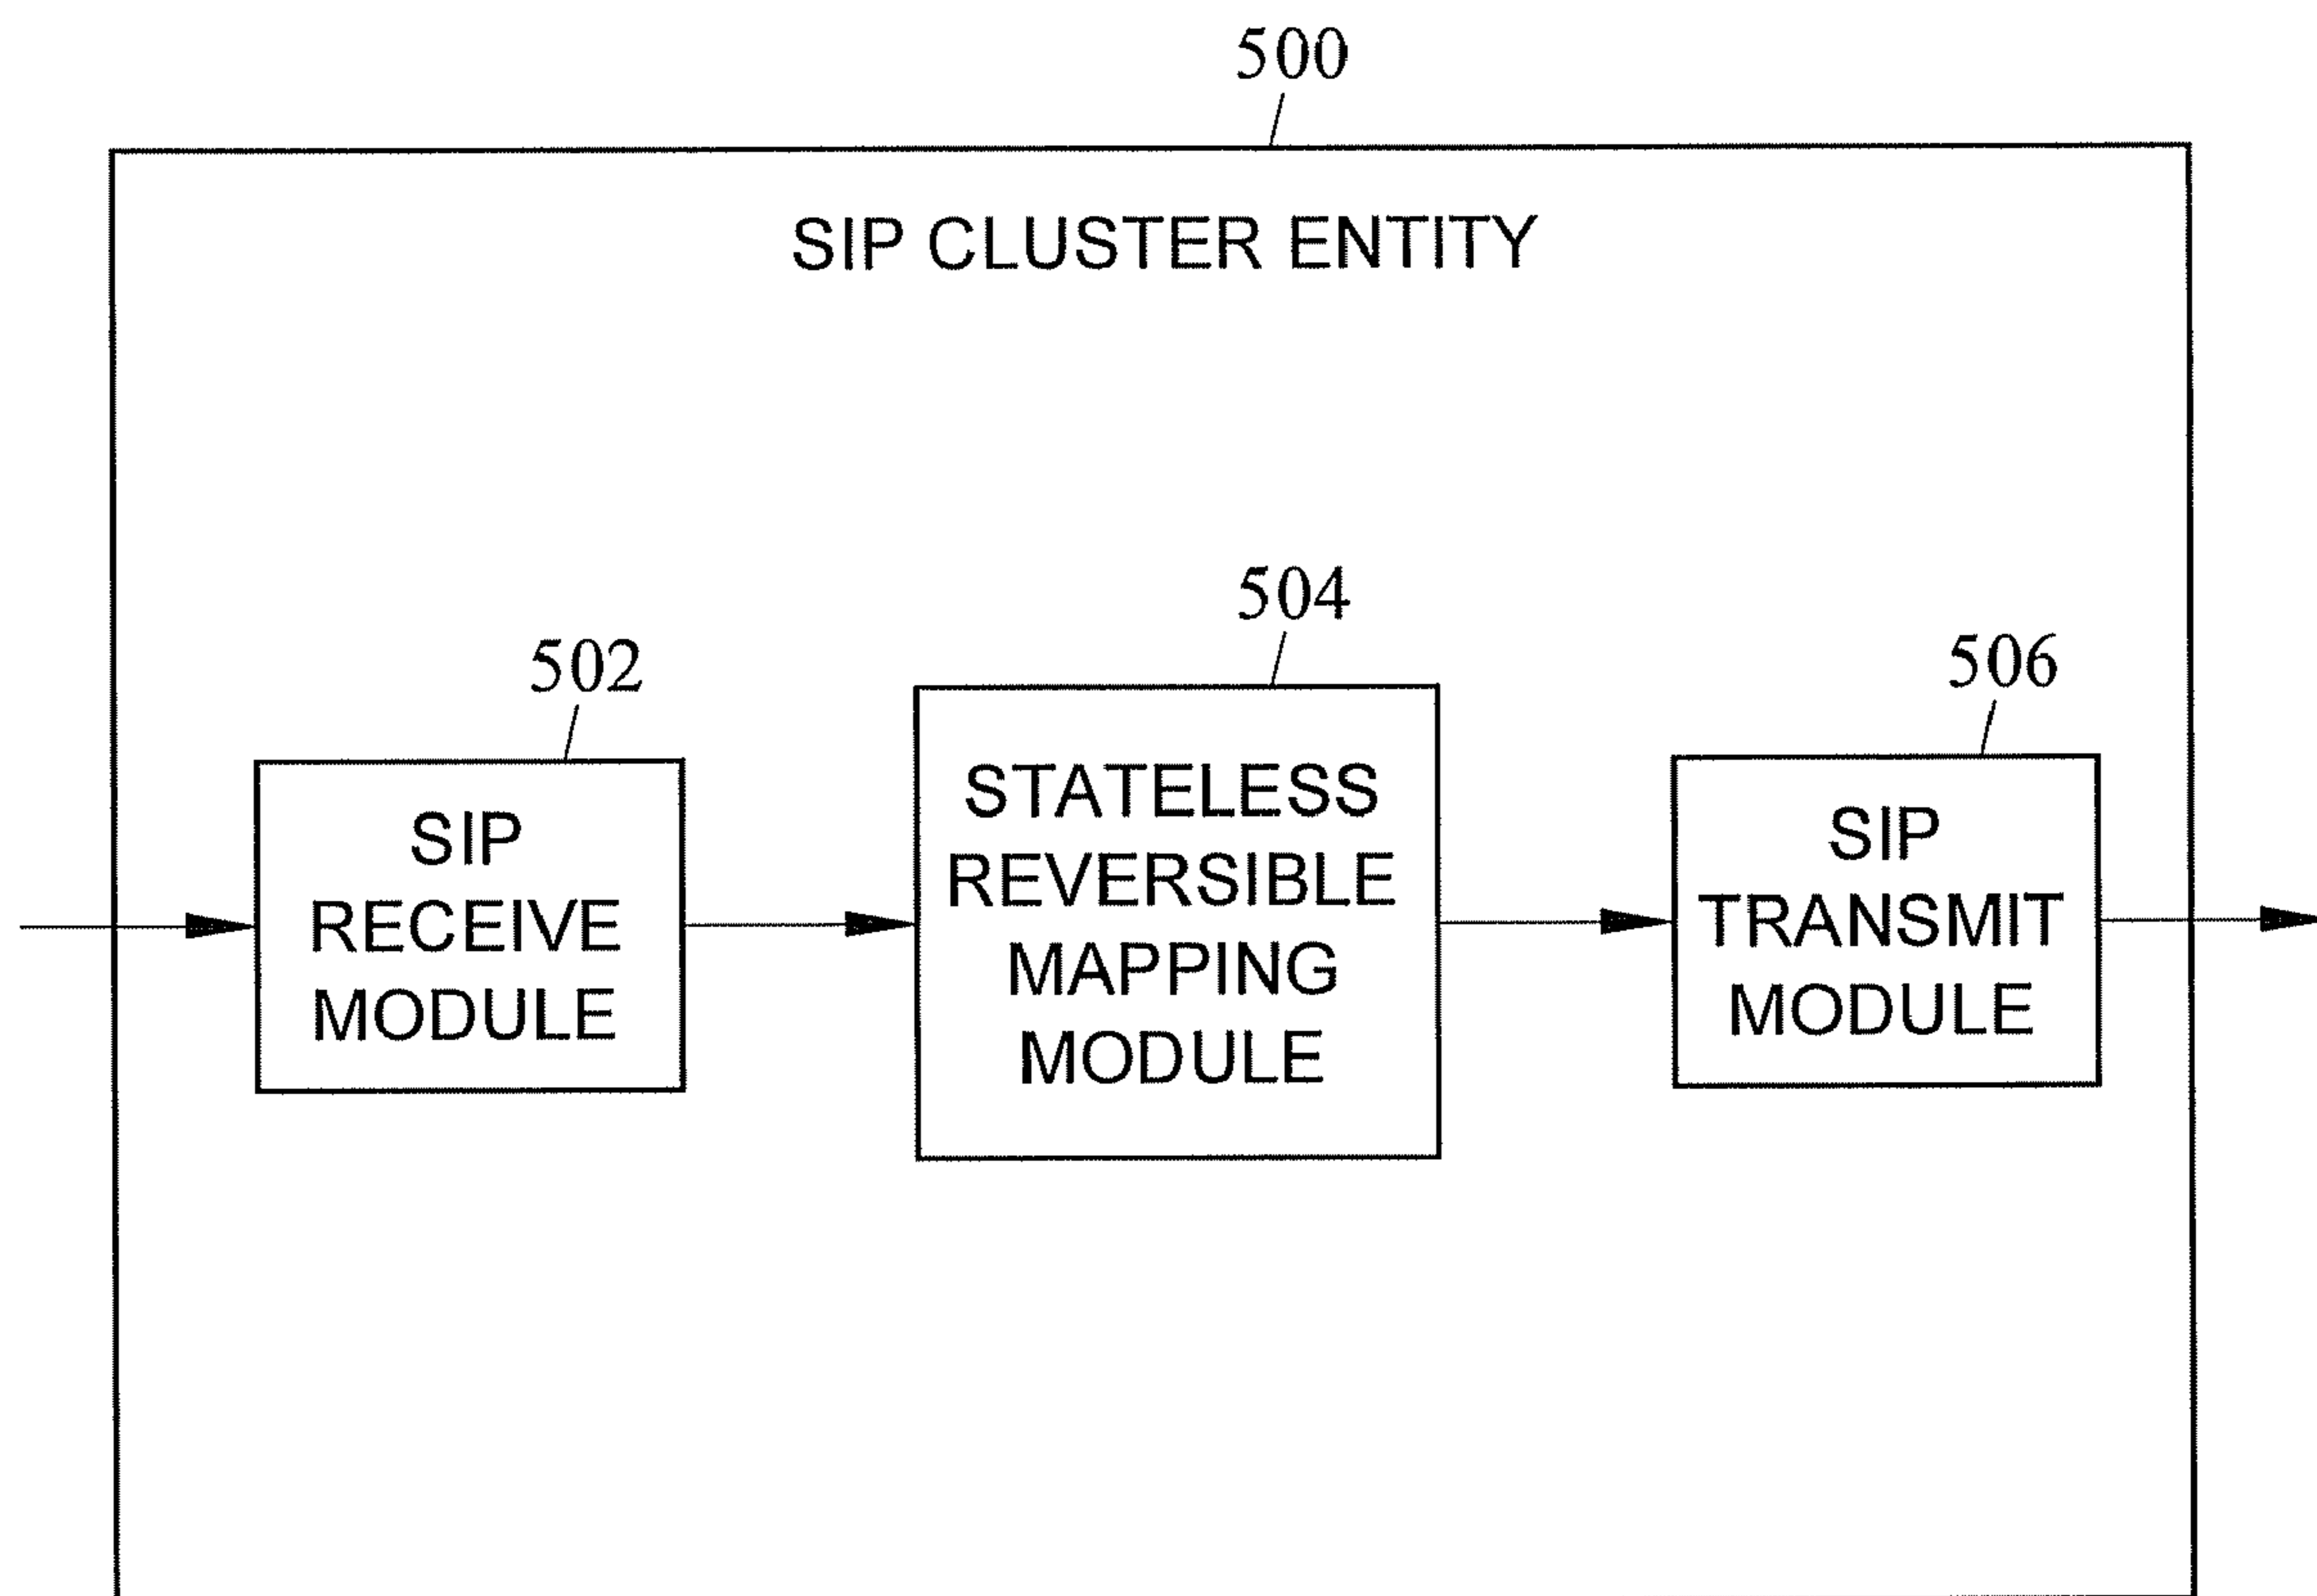 500
SIP CLUSTER ENTITY
504
502
506
SIP
RECEIVE
MODULE
STATELESS
REVERSIBLE
MAPPING
MODULE
SIP
TRANSMIT
MODULE